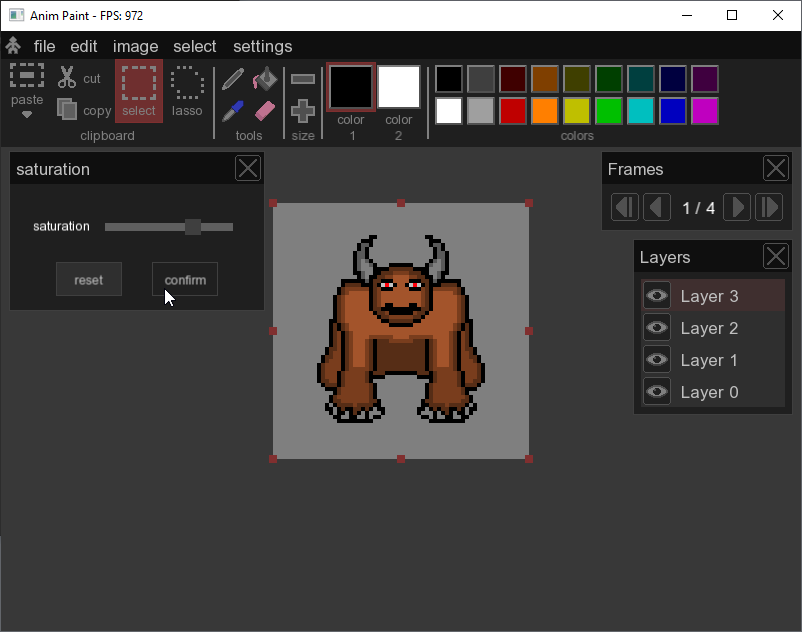 Anim Paint - FPS: 972
file edit image select settings
paste
cut
copy
select
lasso
clipboard
tools
size
color
1
color
2
colors
saturation
saturation
reset confirm
Frames
1 / 4
Layers
Layer 3
Layer 2
Layer 1
Layer 0